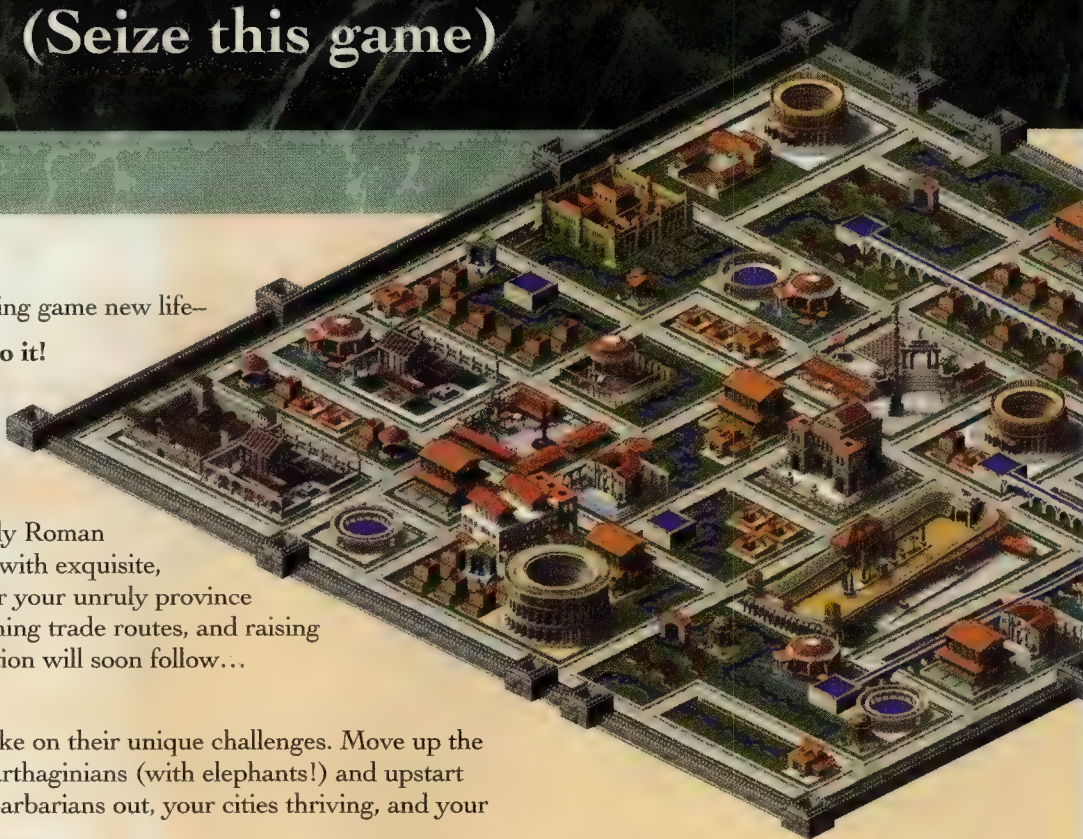 (Seize this game)
ing game new life–
o it!
ly Roman
with exquisite,
r your unruly province
ning trade routes, and raising
tion will soon follow…
ke on their unique challenges. Move up the
arthaginians (with elephants!) and upstart
arbarians out, your cities thriving, and your